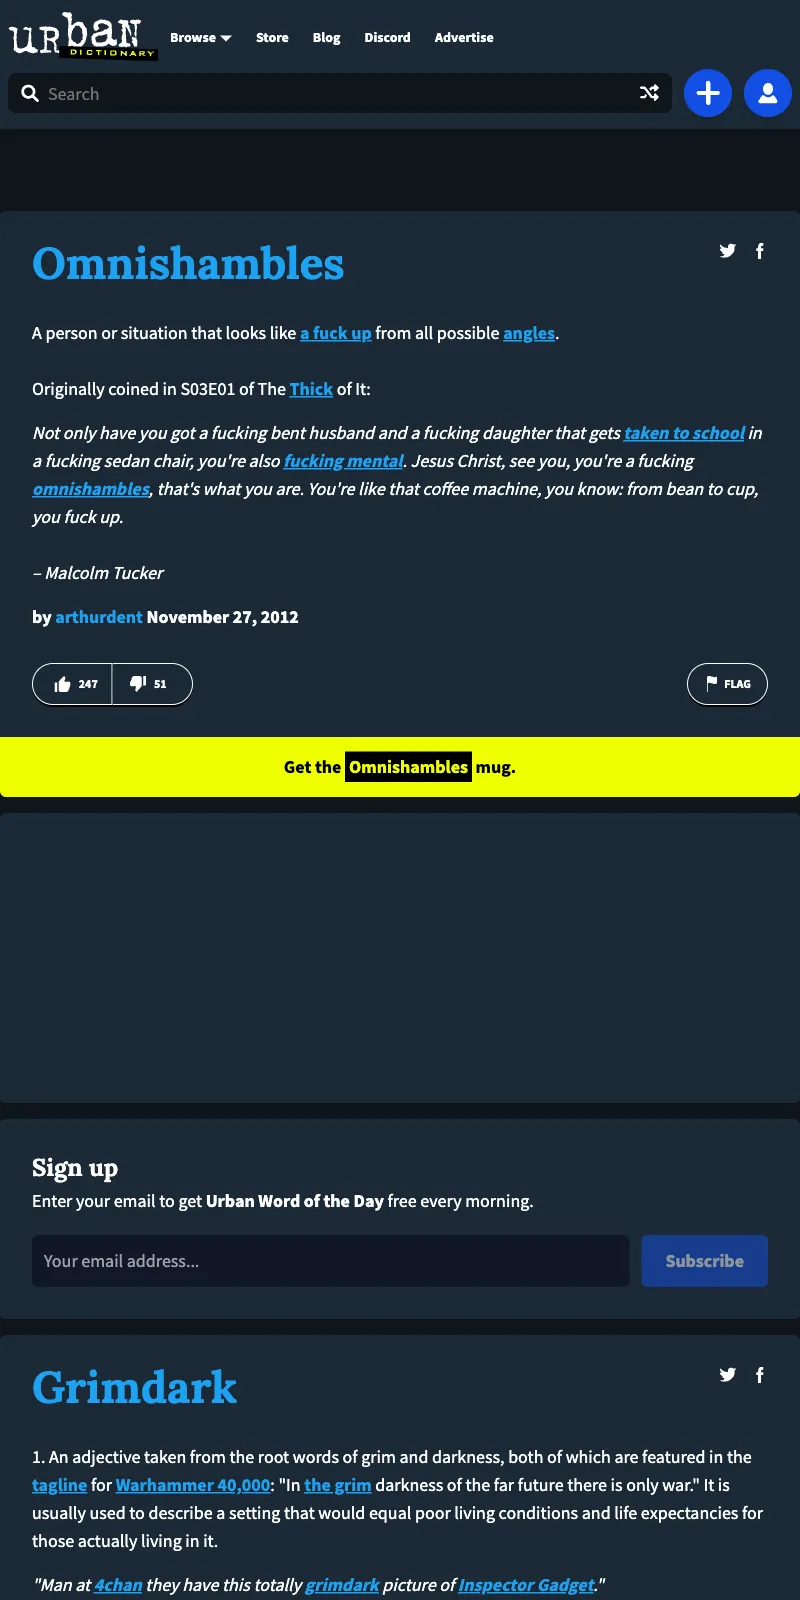 urban
DICTIONARY
Browse Store Blog Discord Advertise
Search
Omnishambles
A person or situation that looks like a fuck up from all possible angles.
Originally coined in S03E01 of The Thick of It:
Not only have you got a fucking bent husband and a fucking daughter that gets taken to school in
a fucking sedan chair, you're also fucking mental. Jesus Christ, see you, you're a fucking
omnishambles, that's what you are. You're like that coffee machine, you know: from bean to cup,
you fuck up.
– Malcolm Tucker
by arthurdent November 27, 2012
247 51 FLAG
Get the Omnishambles mug.
Sign up
Enter your email to get Urban Word of the Day free every morning.
Your email address... Subscribe
Grimdark
1. An adjective taken from the root words of grim and darkness, both of which are featured in the
tagline for Warhammer 40,000: "In the grim darkness of the far future there is only war." It is
usually used to describe a setting that would equal poor living conditions and life expectancies for
those actually living in it.
"Man at 4chan they have this totally grimdark picture of Inspector Gadget."